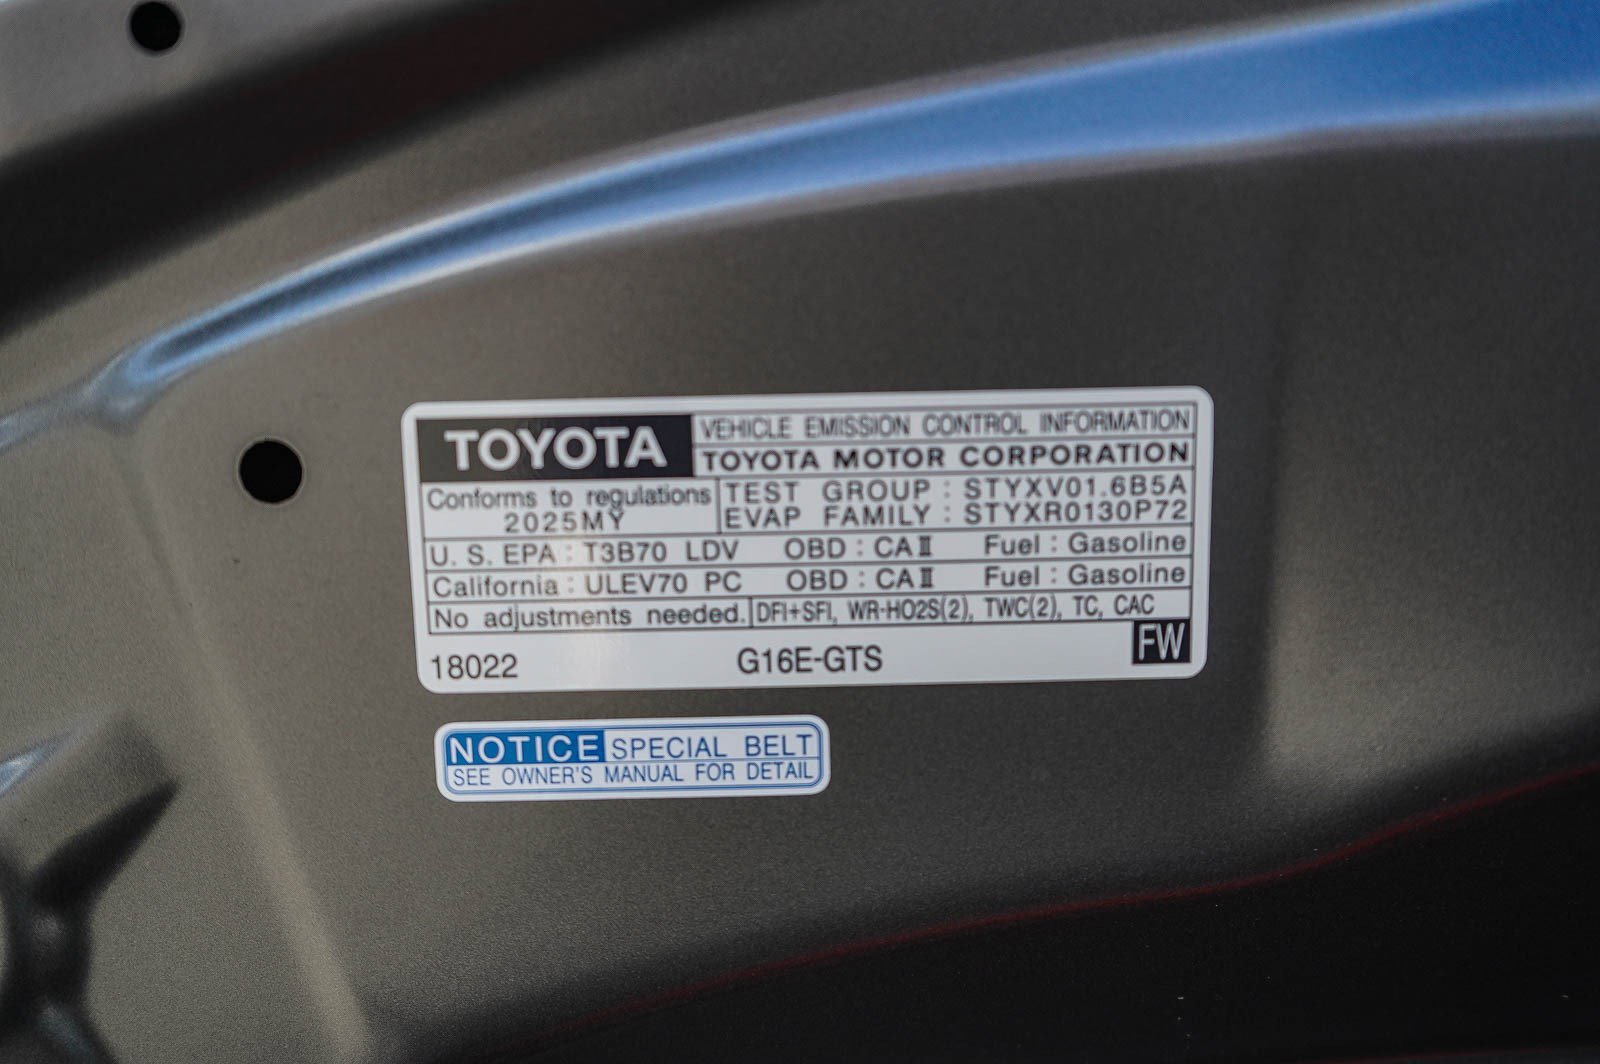 TOYOTA VEHICLE EMISSION CONTROL INFORMATION
TOYOTA MOTOR CORPORATION
Conforms to regulations
2025MY
TEST GROUP : STYXV01.6B5A
EVAP FAMILY : STYXR0130P72
U. S. EPA : T3B70 LDV OBD : CAⅡ Fuel : Gasoline
California : ULEV70 PC OBD : CAⅡ Fuel : Gasoline
No adjustments needed. DFI+SFI, WR-HO2S(2), TWC(2), TC, CAC
18022 G16E-GTS FW
NOTICE SPECIAL BELT
SEE OWNER'S MANUAL FOR DETAIL